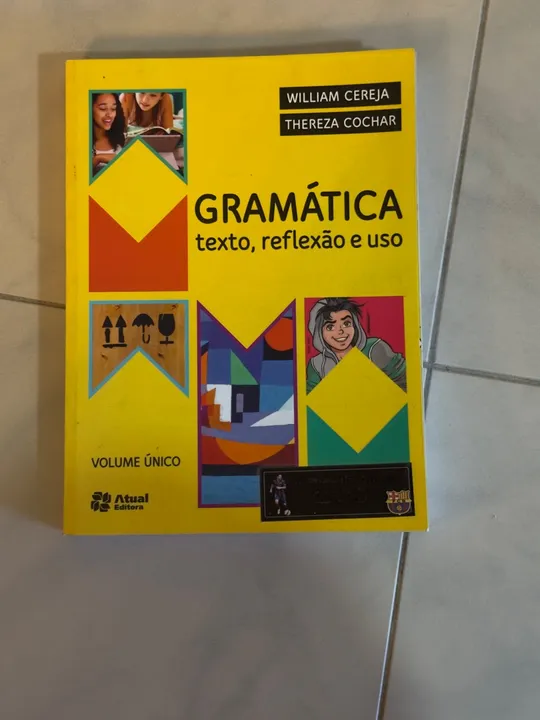 WILLIAM CEREJA
THEREZA COCHAR
GRAMÁTICA
texto, reflexão e uso
VOLUME ÚNICO
Atual
Editora